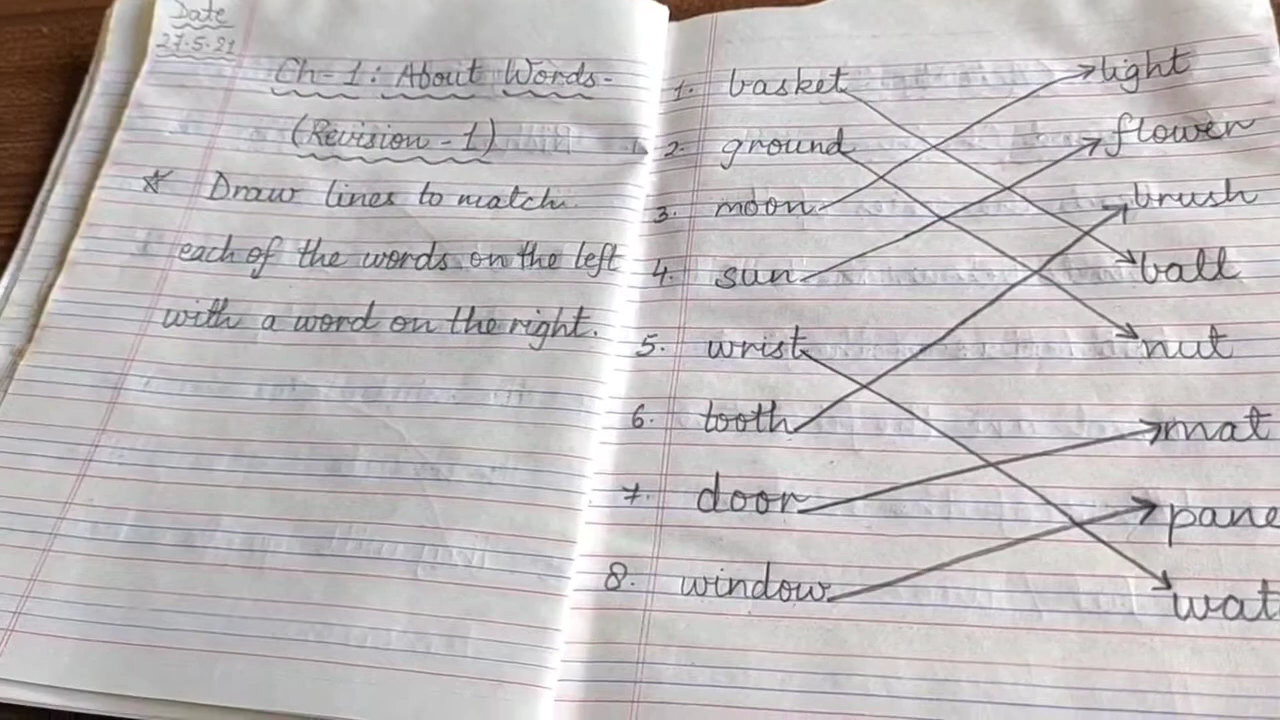 Date
27.5.21
Ch-1: About Words-
(Revision-1)
☆ Draw lines to match
each of the words on the left
with a word on the right.
1. basket light
2. ground flower
3. moon brush
4. sun ball
5. wrist nut
6. tooth mat
7. door pane
8. window wat